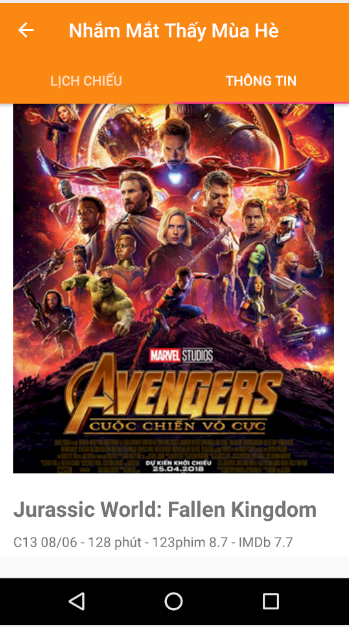 Nhắm Mắt Thấy Mùa Hè
LỊCH CHIẾU
THÔNG TIN
MARVEL STUDIOS
AVENGERS
CUỘC CHIẾN VÔ CỰC
DỰ KIẾN KHỞI CHIẾU
25.04.2018
Jurassic World: Fallen Kingdom
C13 08/06 - 128 phút - 123phim 8.7 - IMDb 7.7